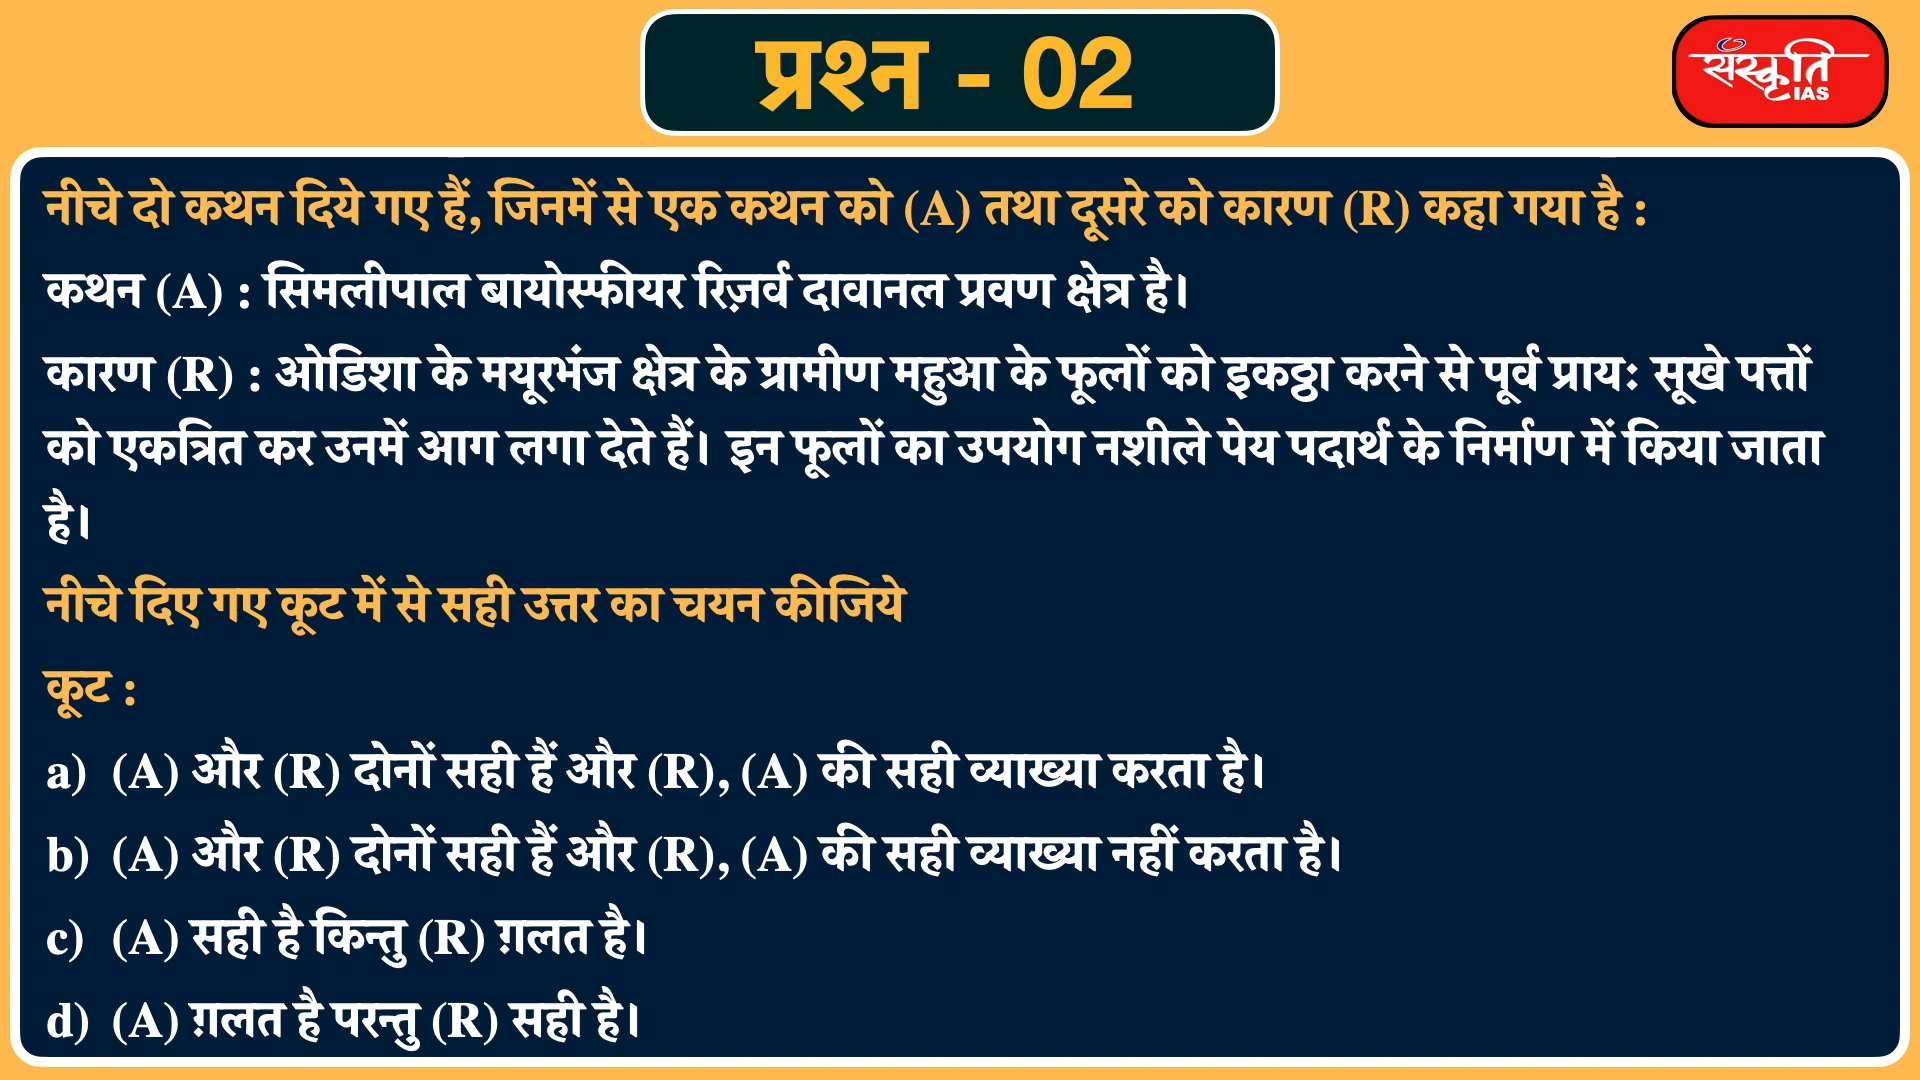 प्रश्न - 02
संस्कृति
IAS
नीचे दो कथन दिये गए हैं, जिनमें से एक कथन को (A) तथा दूसरे को कारण (R) कहा गया है :
कथन (A) : सिमलीपाल बायोस्फीयर रिज़र्व दावानल प्रवण क्षेत्र है।
कारण (R) : ओडिशा के मयूरभंज क्षेत्र के ग्रामीण महुआ के फूलों को इकठ्ठा करने से पूर्व प्रायः सूखे पत्तों
को एकत्रित कर उनमें आग लगा देते हैं। इन फूलों का उपयोग नशीले पेय पदार्थ के निर्माण में किया जाता
है।
नीचे दिए गए कूट में से सही उत्तर का चयन कीजिये
कूट :
a) (A) और (R) दोनों सही हैं और (R), (A) की सही व्याख्या करता है।
b) (A) और (R) दोनों सही हैं और (R), (A) की सही व्याख्या नहीं करता है।
c) (A) सही है किन्तु (R) ग़लत है।
d) (A) ग़लत है परन्तु (R) सही है।